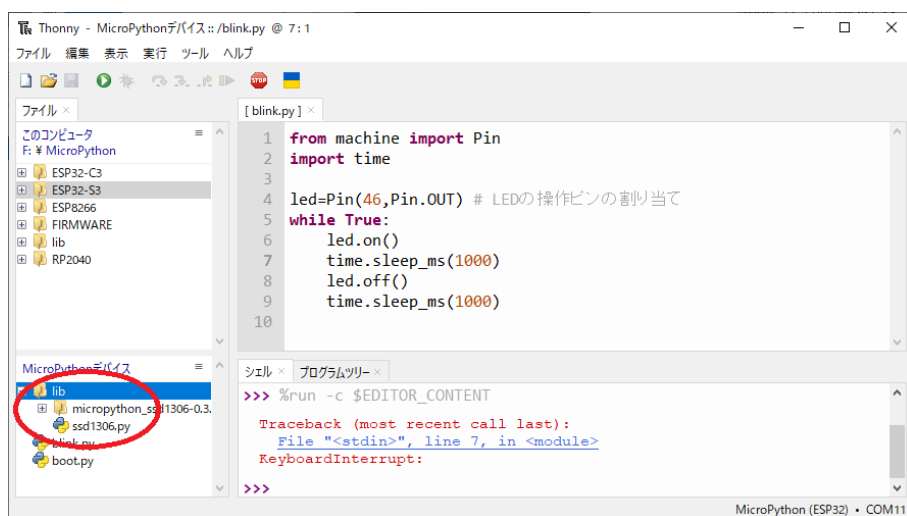 Thonny - MicroPythonデバイス :: /blink.py @ 7 : 1
ファイル 編集 表示 実行 ツール ヘルプ
STOP
ファイル ×
このコンピュータ
F: ¥ MicroPython
ESP32-C3
ESP32-S3
ESP8266
FIRMWARE
lib
RP2040
MicroPythonデバイス
lib
micropython_ssd1306-0.3.
ssd1306.py
blink.py
boot.py
[ blink.py ] ×
1 from machine import Pin
2 import time
3
4 led=Pin(46,Pin.OUT) # LEDの操作ピンの割り当て
5 while True:
6 led.on()
7 time.sleep_ms(1000)
8 led.off()
9 time.sleep_ms(1000)
10
シェル × プログラムツリー ×
>>> %run -c $EDITOR_CONTENT
Traceback (most recent call last):
File "<stdin>", line 7, in <module>
KeyboardInterrupt:
>>>
MicroPython (ESP32) • COM11